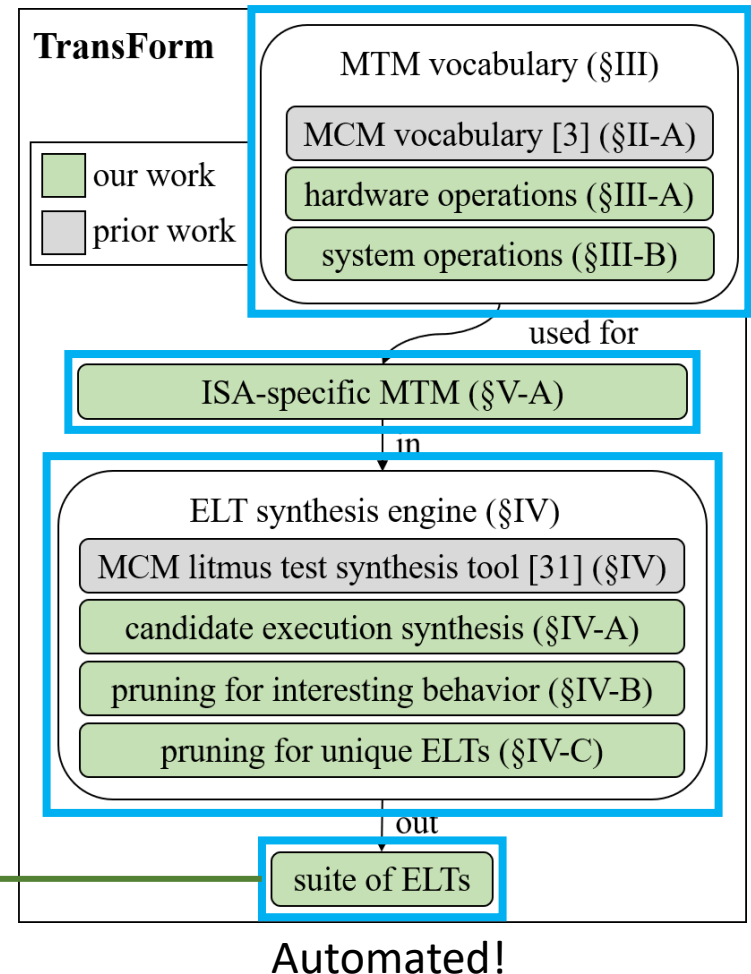 TransForm
MTM vocabulary (§III)
MCM vocabulary [3] (§II-A)
hardware operations (§III-A)
system operations (§III-B)
our work
prior work
used for
ISA-specific MTM (§V-A)
in
ELT synthesis engine (§IV)
MCM litmus test synthesis tool [31] (§IV)
candidate execution synthesis (§IV-A)
pruning for interesting behavior (§IV-B)
pruning for unique ELTs (§IV-C)
out
suite of ELTs
Automated!